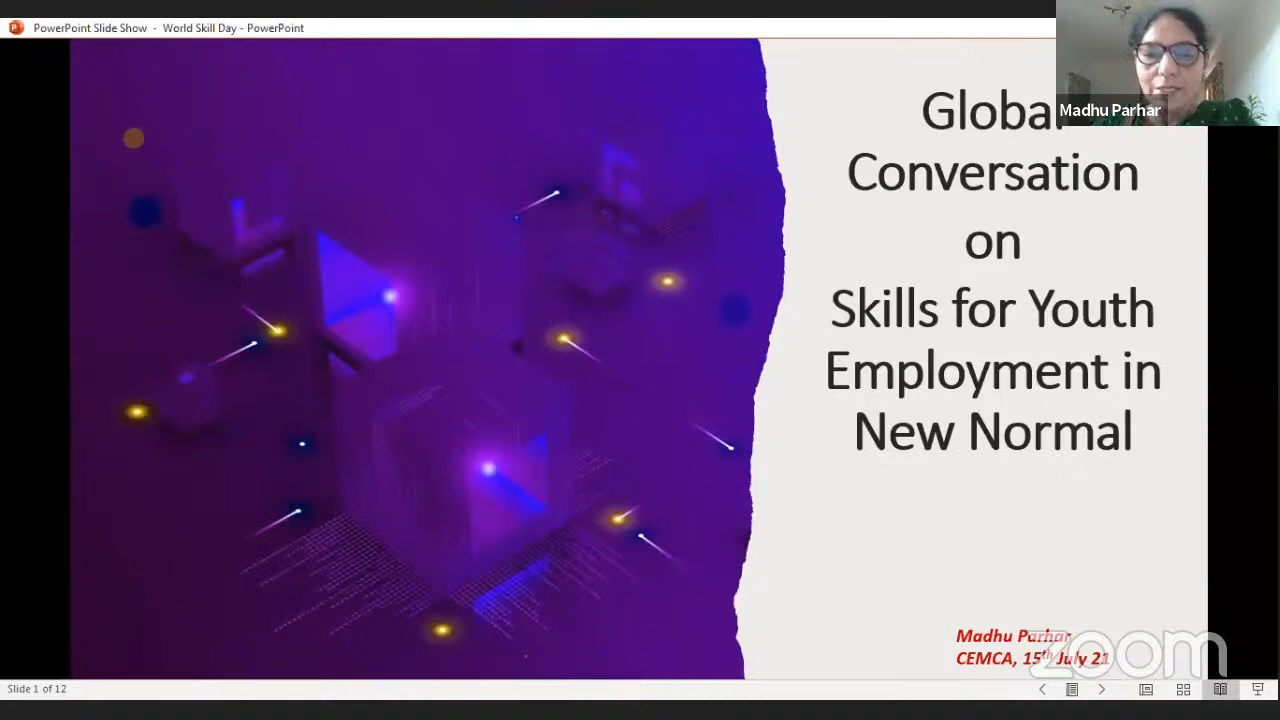 PowerPoint Slide Show - World Skill Day - PowerPoint
Madhu Parhar
Global
Conversation
on
Skills for Youth
Employment in
New Normal
Madhu Parhar
CEMCA, 15th July 21
zoom
Slide 1 of 12